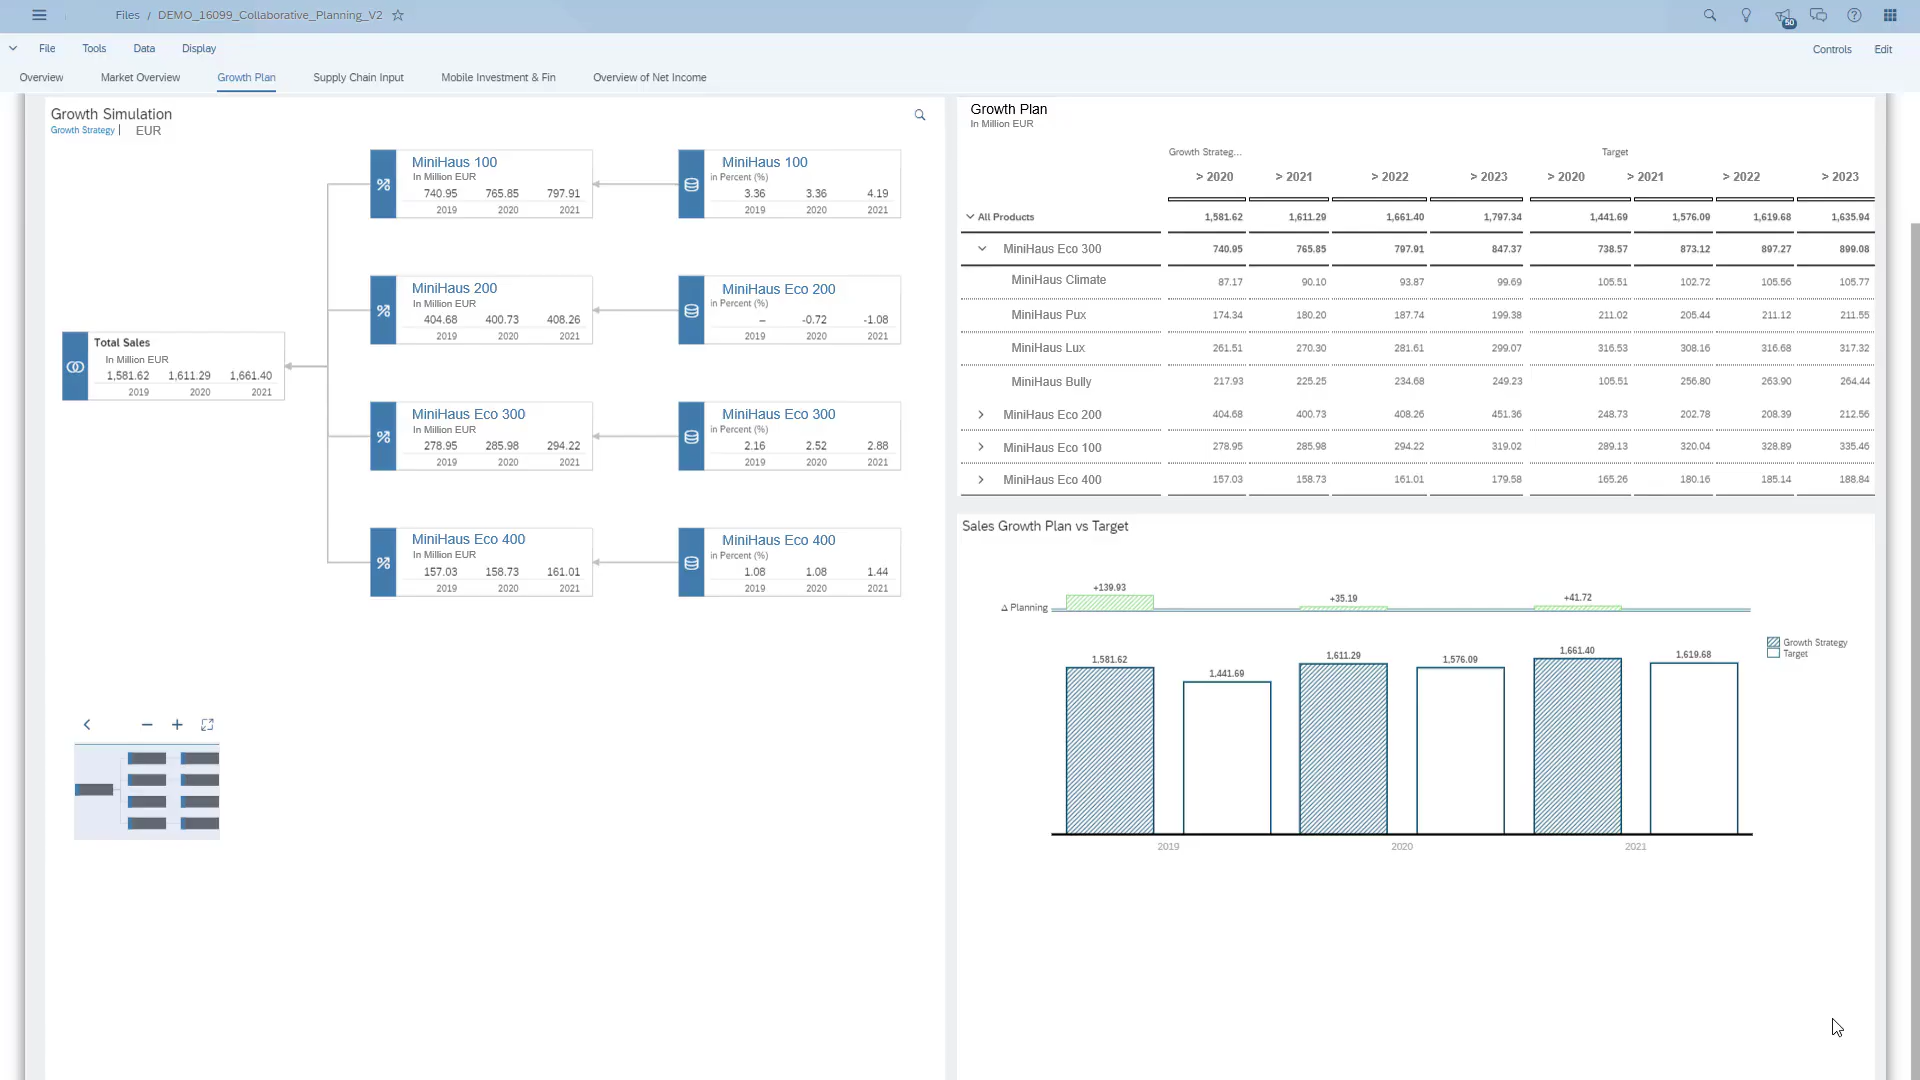 Files / DEMO_16099_Collaborative_Planning_V2
50
File Tools Data Display
Controls Edit
Overview Market Overview Growth Plan Supply Chain Input Mobile Investment & Fin Overview of Net Income
Growth Simulation
Growth Strategy | EUR
Total Sales
In Million EUR
1,581.62 1,611.29 1,661.40
2019 2020 2021
MiniHaus 100
In Million EUR
740.95 765.85 797.91
2019 2020 2021
MiniHaus 100
in Percent (%)
3.36 3.36 4.19
2019 2020 2021
MiniHaus 200
In Million EUR
404.68 400.73 408.26
2019 2020 2021
MiniHaus Eco 200
in Percent (%)
– -0.72 -1.08
2019 2020 2021
MiniHaus Eco 300
In Million EUR
278.95 285.98 294.22
2019 2020 2021
MiniHaus Eco 300
in Percent (%)
2.16 2.52 2.88
2019 2020 2021
MiniHaus Eco 400
In Million EUR
157.03 158.73 161.01
2019 2020 2021
MiniHaus Eco 400
in Percent (%)
1.08 1.08 1.44
2019 2020 2021
Growth Plan
In Million EUR
Growth Strateg... Target
> 2020 > 2021 > 2022 > 2023 > 2020 > 2021 > 2022 > 2023
All Products 1,581.62 1,611.29 1,661.40 1,797.34 1,441.69 1,576.09 1,619.68 1,635.94
MiniHaus Eco 300 740.95 765.85 797.91 847.37 738.57 873.12 897.27 899.08
MiniHaus Climate 87.17 90.10 93.87 99.69 105.51 102.72 105.56 105.77
MiniHaus Pux 174.34 180.20 187.74 199.38 211.02 205.44 211.12 211.55
MiniHaus Lux 261.51 270.30 281.61 299.07 316.53 308.16 316.68 317.32
MiniHaus Bully 217.93 225.25 234.68 249.23 105.51 256.80 263.90 264.44
MiniHaus Eco 200 404.68 400.73 408.26 451.36 248.73 202.78 208.39 212.56
MiniHaus Eco 100 278.95 285.98 294.22 319.02 289.13 320.04 328.89 335.46
MiniHaus Eco 400 157.03 158.73 161.01 179.58 165.26 180.16 185.14 188.84
Sales Growth Plan vs Target
Δ Planning +139.93 +35.19 +41.72
Growth Strategy
Target
1,581.62 1,441.69 1,611.29 1,576.09 1,661.40 1,619.68
2019 2020 2021